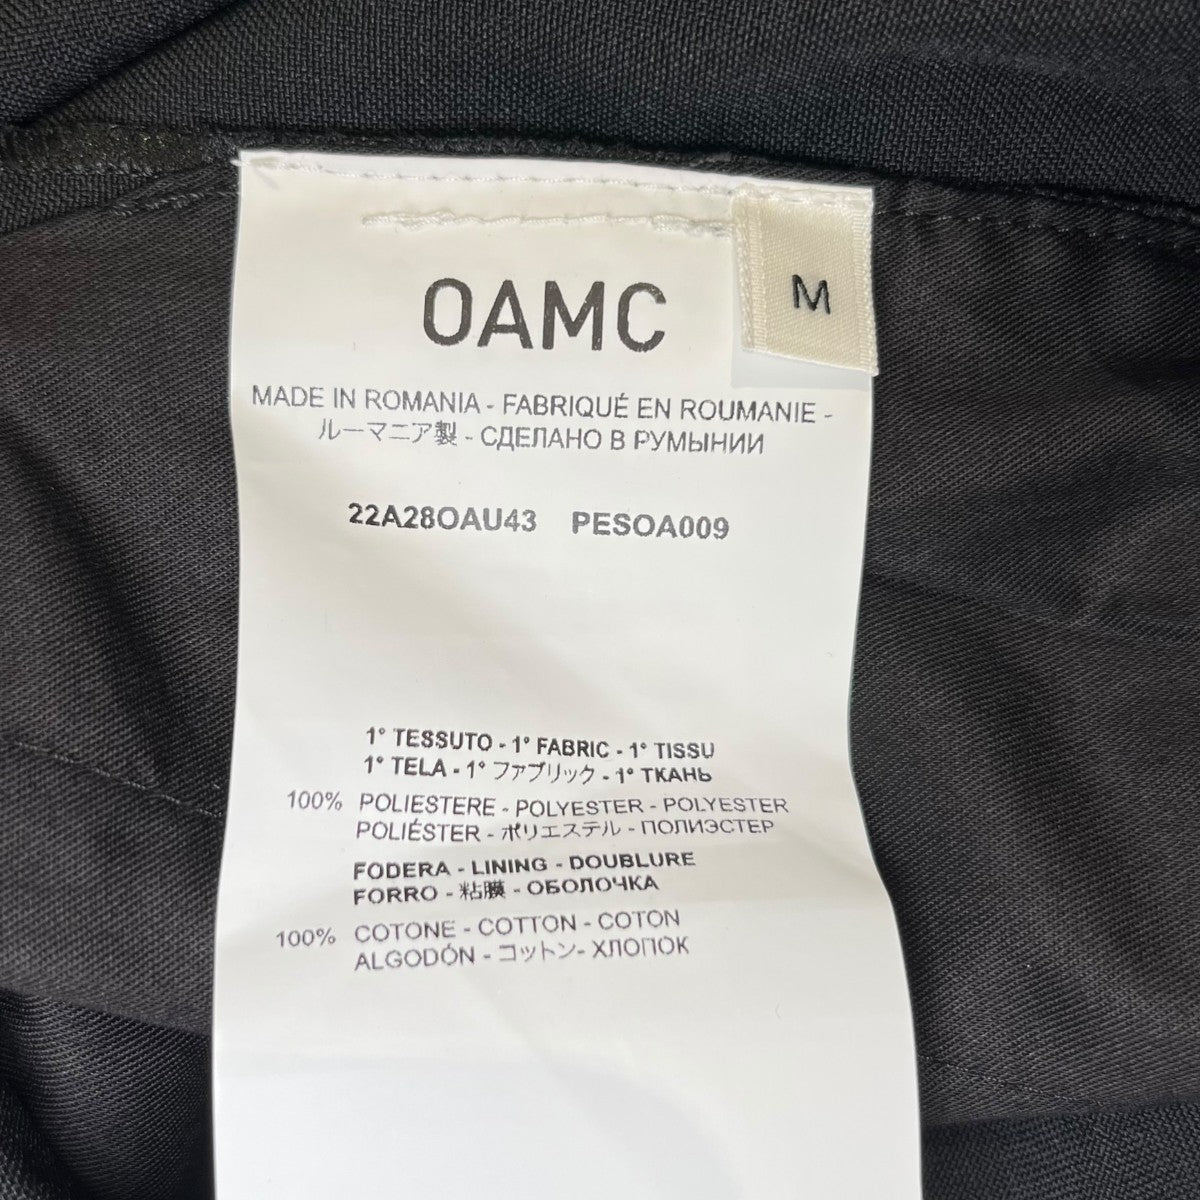 OAMC
M
MADE IN ROMANIA - FABRIQUÉ EN ROUMANIE -
ルーマニア製 - СДЕЛАНО В РУМЫНИИ
22A28OAU43 PESOA009
1° TESSUTO - 1° FABRIC - 1° TISSU
1° TELA - 1° ファブリック - 1° ТКАНЬ
100% POLIESTERE - POLYESTER - POLYESTER
POLIÉSTER - ポリエステル - ПОЛИЭСТЕР
FODERA - LINING - DOUBLURE
FORRO - 粘膜 - ОБОЛОЧКА
100% COTONE - COTTON - COTON
ALGODÓN - コットン- ХЛОПОК